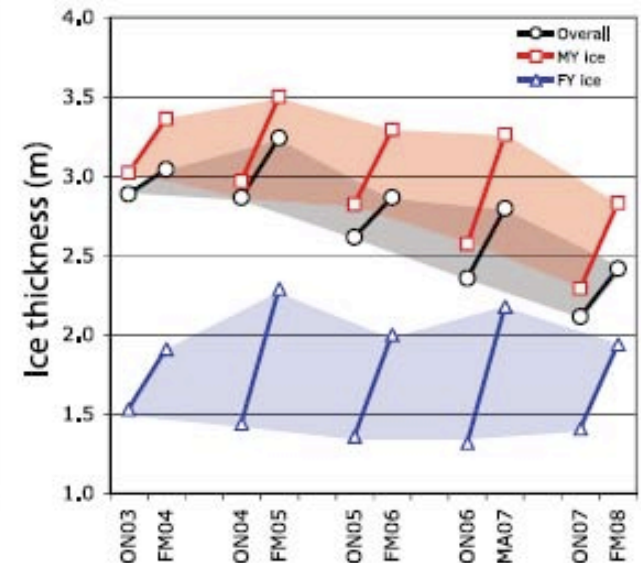 Ice thickness (m)
4.0
3.5
3.0
2.5
2.0
1.5
1.0
Overall
MY ice
FY ice
ON03
FM04
ON04
FM05
ON05
FM06
ON06
MA07
ON07
FM08